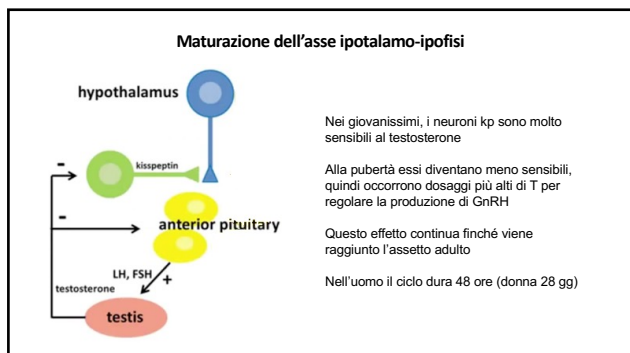 Maturazione dell'asse ipotalamo-ipofisi
hypothalamus
-
kisspeptin
-
anterior pituitary
LH, FSH
+
testosterone
testis
Nei giovanissimi, i neuroni kp sono molto
sensibili al testosterone
Alla pubertà essi diventano meno sensibili,
quindi occorrono dosaggi più alti di T per
regolare la produzione di GnRH
Questo effetto continua finché viene
raggiunto l'assetto adulto
Nell'uomo il ciclo dura 48 ore (donna 28 gg)